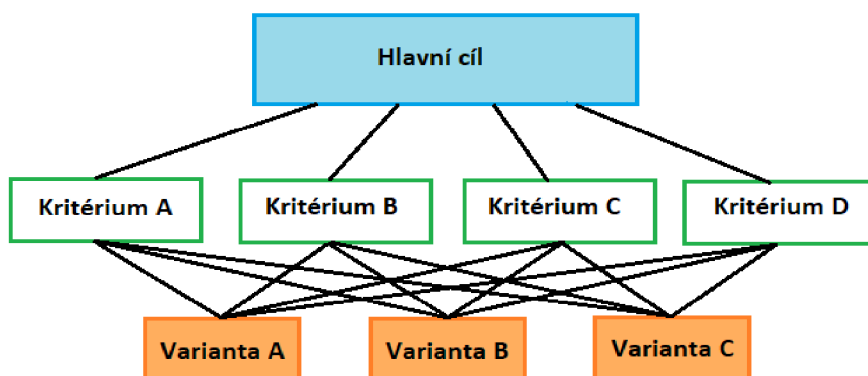 Hlavní cíl
Kritérium A
Kritérium B
Kritérium C
Kritérium D
Varianta A
Varianta B
Varianta C